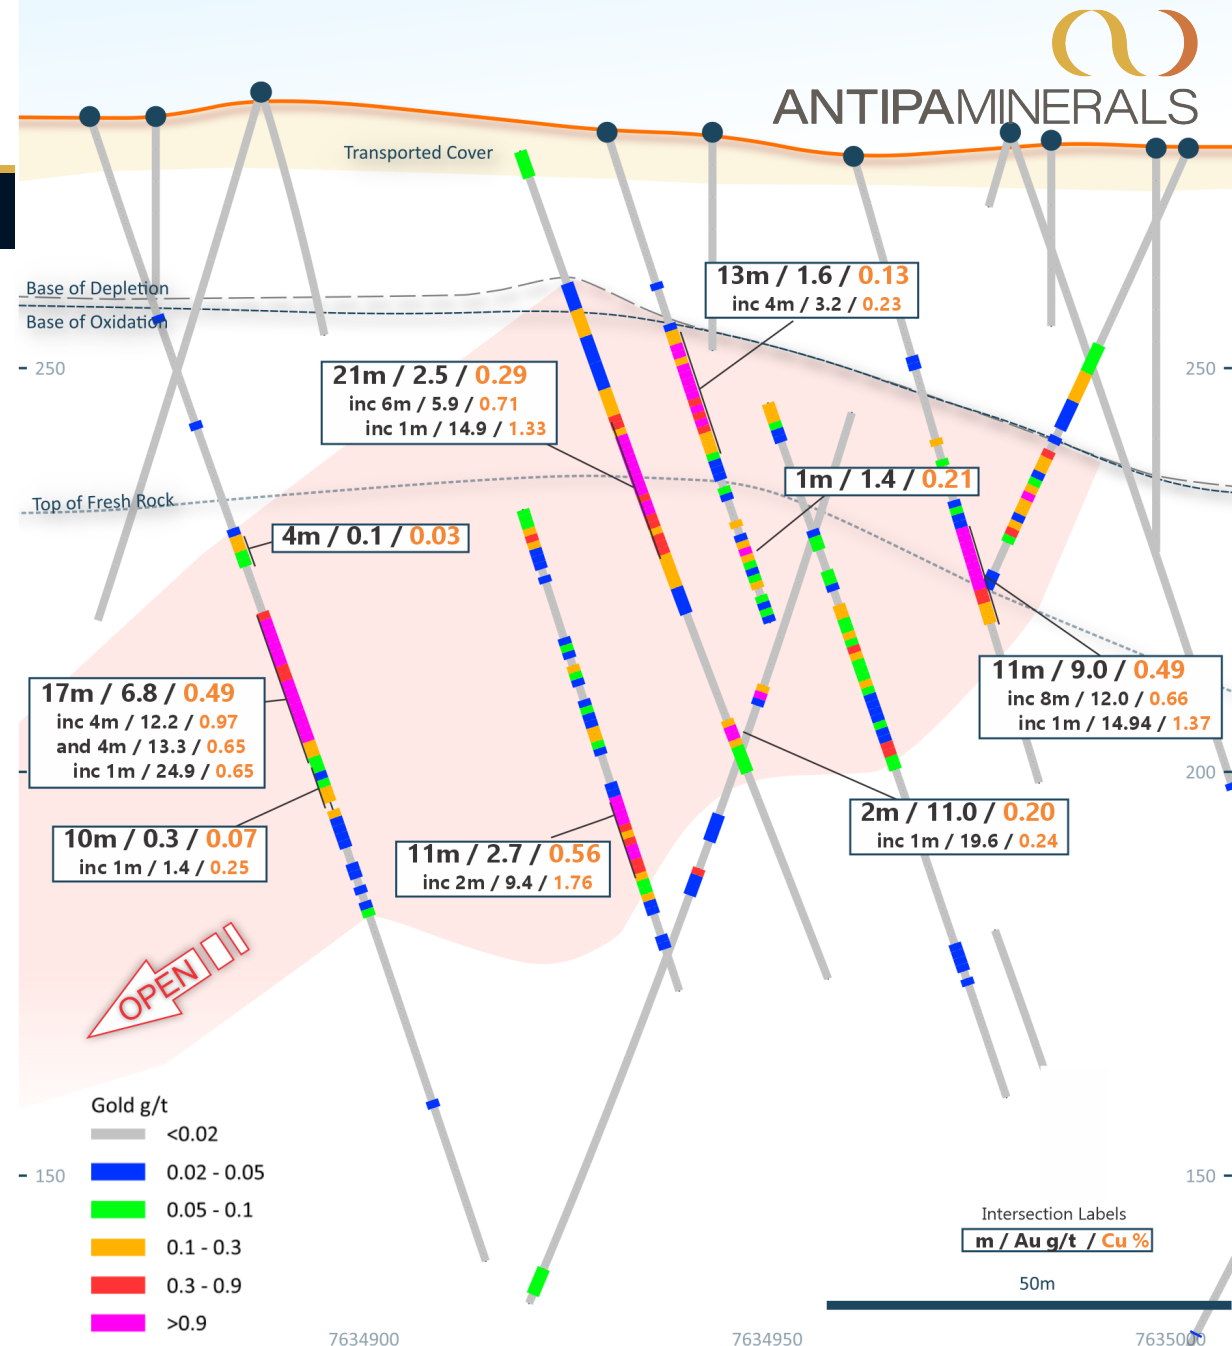 ANTIPAMINERALS
Transported Cover
Base of Depletion
Base of Oxidation
13m / 1.6 / 0.13
inc 4m / 3.2 / 0.23
250
250
21m / 2.5 / 0.29
inc 6m / 5.9 / 0.71
inc 1m / 14.9 / 1.33
1m / 1.4 / 0.21
Top of Fresh Rock
4m / 0.1 / 0.03
11m / 9.0 / 0.49
inc 8m / 12.0 / 0.66
inc 1m / 14.94 / 1.37
17m / 6.8 / 0.49
inc 4m / 12.2 / 0.97
and 4m / 13.3 / 0.65
inc 1m / 24.9 / 0.65
200
2m / 11.0 / 0.20
inc 1m / 19.6 / 0.24
10m / 0.3 / 0.07
inc 1m / 1.4 / 0.25
11m / 2.7 / 0.56
inc 2m / 9.4 / 1.76
OPEN
Gold g/t
<0.02
0.02 - 0.05
0.05 - 0.1
0.1 - 0.3
0.3 - 0.9
>0.9
150
150
Intersection Labels
m / Au g/t / Cu %
50m
7634900
7634950
7635000